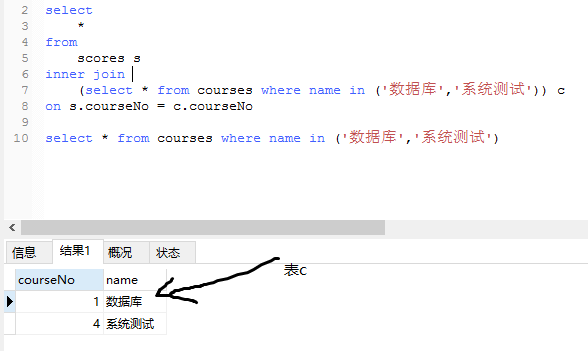 2 select
3 *
4 from
5 scores s
6 inner join
7 (select * from courses where name in ('数据库','系统测试')) c
8 on s.courseNo = c.courseNo
9
10 select * from courses where name in ('数据库','系统测试')
信息 结果1 概况 状态
表c
courseNo name
1 数据库
4 系统测试